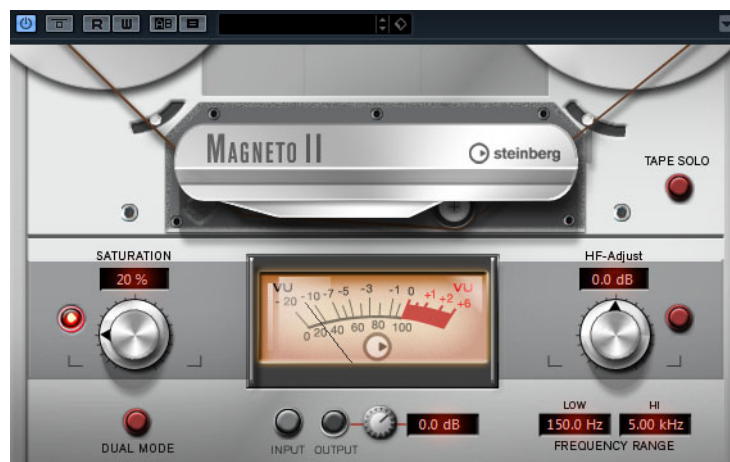 R W AB
MAGNETO II
steinberg
TAPE SOLO
SATURATION
20 %
HF-Adjust
0.0 dB
VU VU
- 20 -10 -7 -5 -3 -1 0 +1 +2 +6
0 20 40 60 80 100
DUAL MODE
INPUT OUTPUT
0.0 dB
LOW HI
150.0 Hz 5.00 kHz
FREQUENCY RANGE